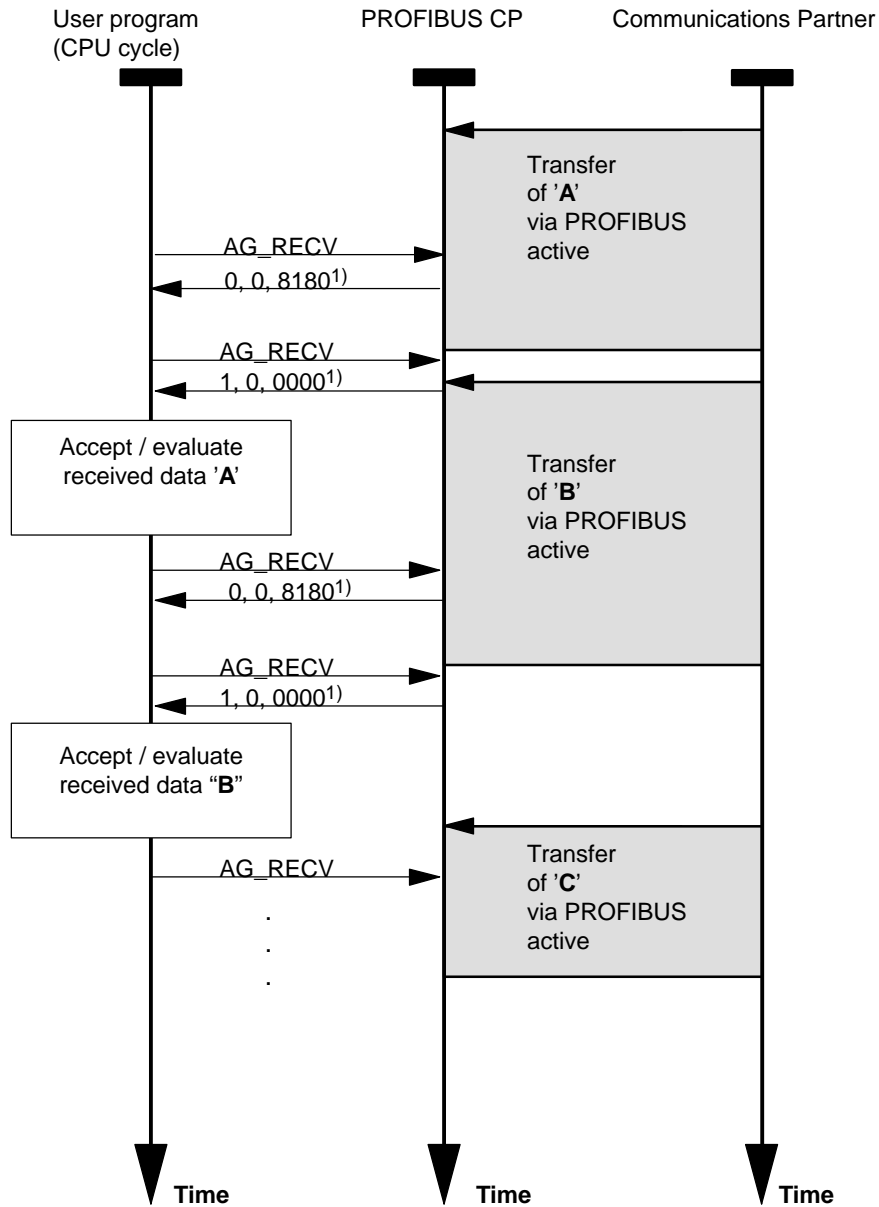 User program
(CPU cycle)
PROFIBUS CP
Communications Partner
Transfer
of ’A’
via PROFIBUS
active
AG_RECV
0, 0, 81801)
AG_RECV
1, 0, 00001)
Accept / evaluate
received data ’A’
Transfer
of ’B’
via PROFIBUS
active
AG_RECV
0, 0, 81801)
AG_RECV
1, 0, 00001)
Accept / evaluate
received data “B”
Transfer
of ’C’
via PROFIBUS
active
AG_RECV
.
.
.
Time
Time
Time